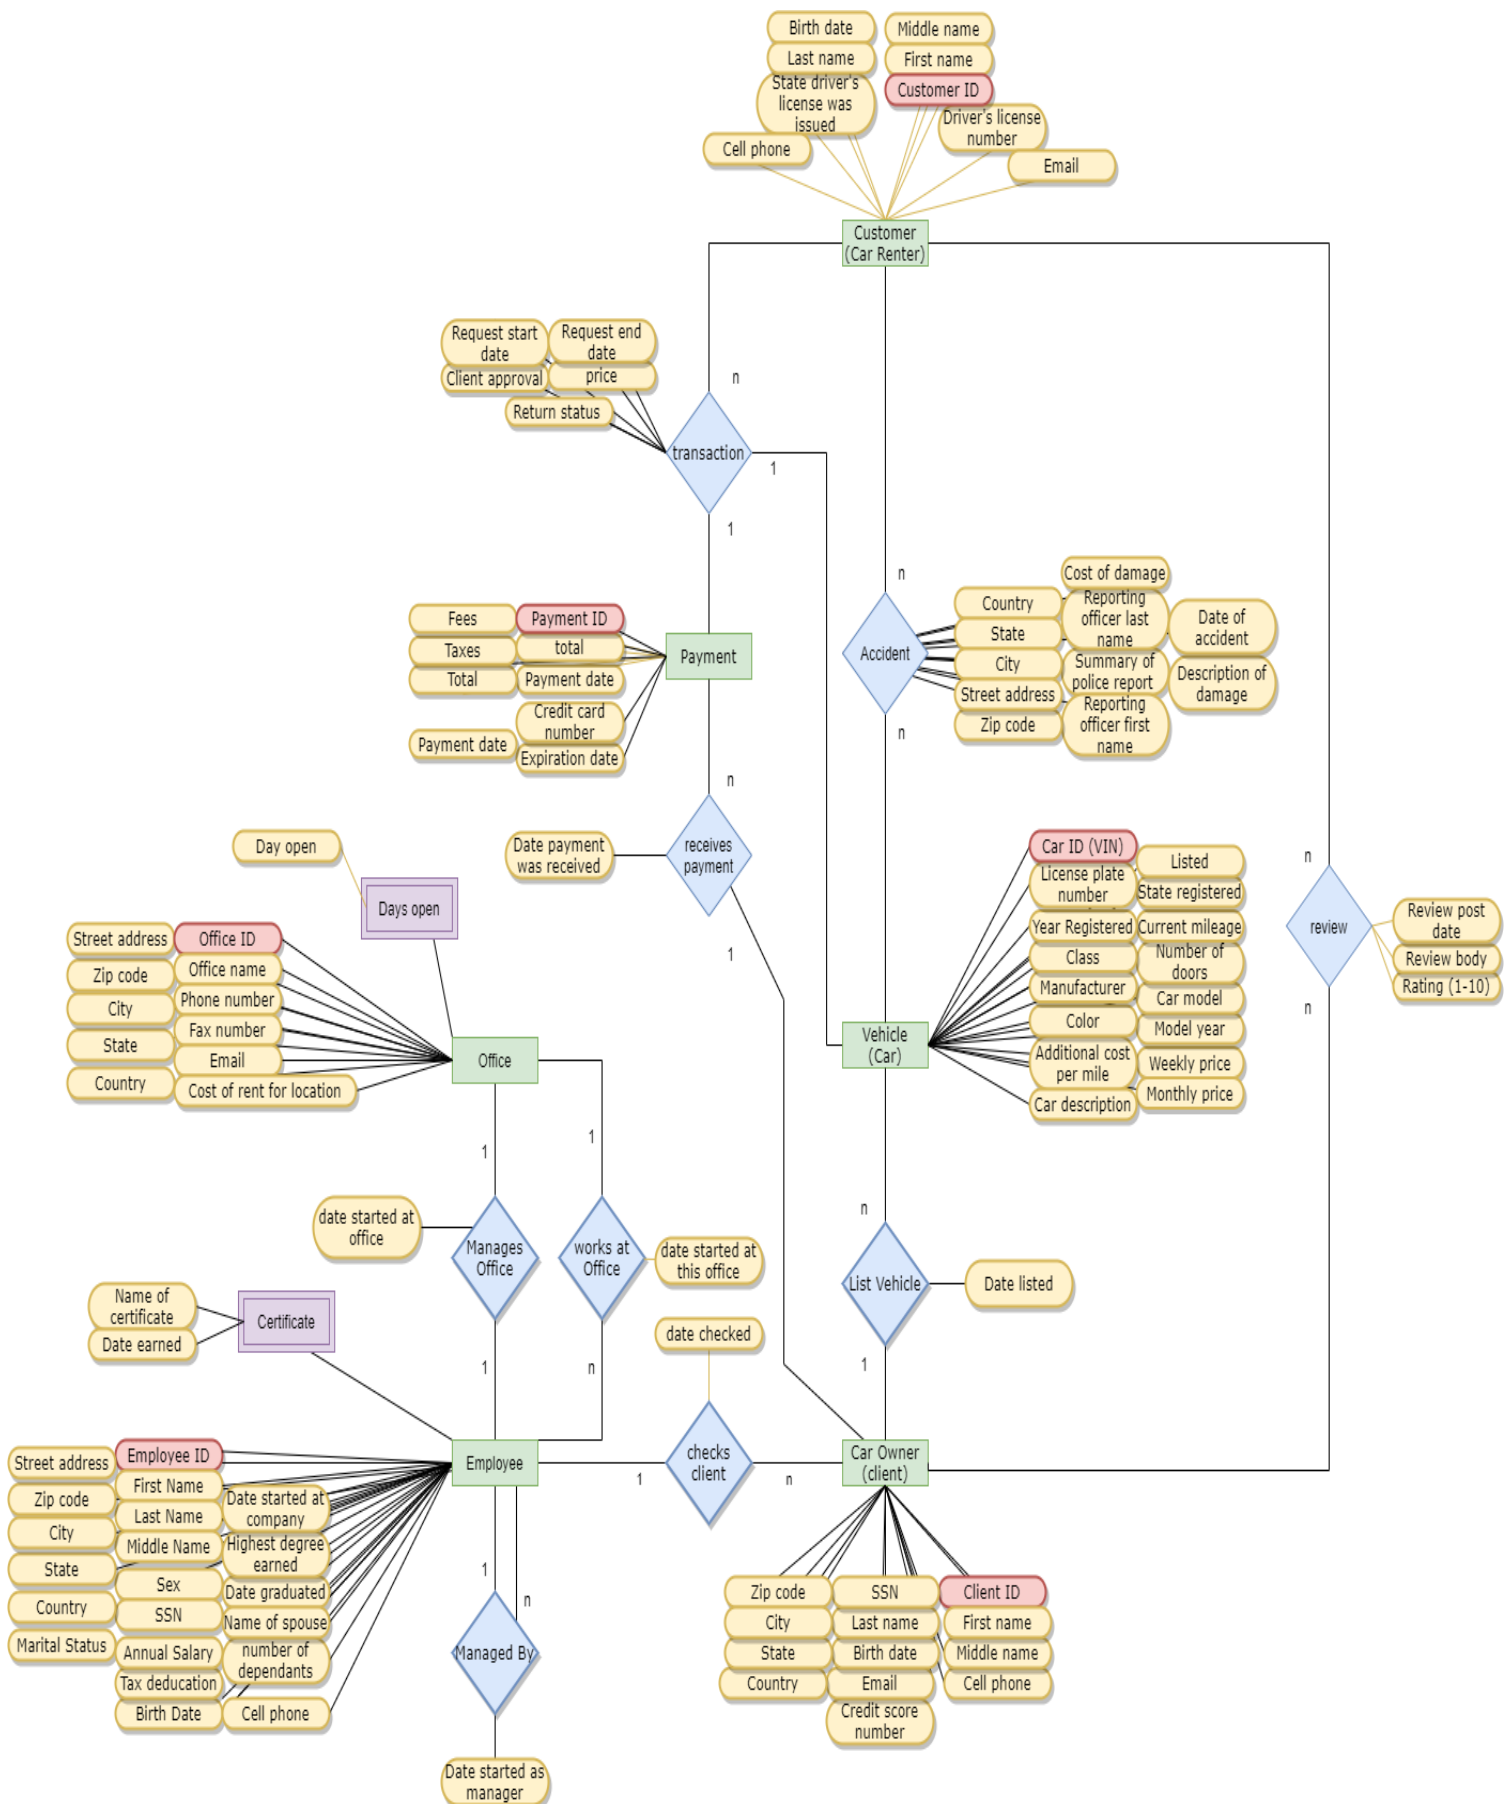 Birth date
Middle name
Last name
First name
State driver's
license was
issued
Customer ID
Driver's license
number
Cell phone
Email
Customer
(Car Renter)
Request start
date
Request end
date
Client approval
price
Return status
n
transaction
1
1
Fees
Payment ID
Taxes
total
Total
Payment date
Credit card
number
Payment date
Expiration date
Payment
n
Accident
n
Cost of damage
Country
Reporting
officer last
name
Date of
accident
State
City
Summary of
police report
Description of
damage
Street address
Reporting
officer first
name
Zip code
n
receives
payment
Date payment
was received
1
Day open
Days open
Street address
Office ID
Zip code
Office name
City
Phone number
Fax number
State
Email
Country
Cost of rent for location
Office
Car ID (VIN)
Listed
License plate
number
State registered
Year Registered
Current mileage
Class
Number of
doors
Manufacturer
Car model
Color
Model year
Additional cost
per mile
Weekly price
Car description
Monthly price
Vehicle
(Car)
n
review
n
Review post
date
Review body
Rating (1-10)
1
1
date started at
office
Manages
Office
works at
Office
date started at
this office
1
n
n
List Vehicle
Date listed
1
Name of
certificate
Date earned
Certificate
date checked
checks
client
1
n
Employee
Car Owner
(client)
Street address
Employee ID
Zip code
First Name
Date started at
company
City
Last Name
State
Middle Name
Highest degree
earned
Country
Sex
Date graduated
SSN
Name of spouse
Marital Status
Annual Salary
number of
dependants
Tax deducation
Birth Date
Cell phone
1
n
Managed By
Date started as
manager
Zip code
SSN
Client ID
City
Last name
First name
State
Birth date
Middle name
Country
Email
Cell phone
Credit score
number